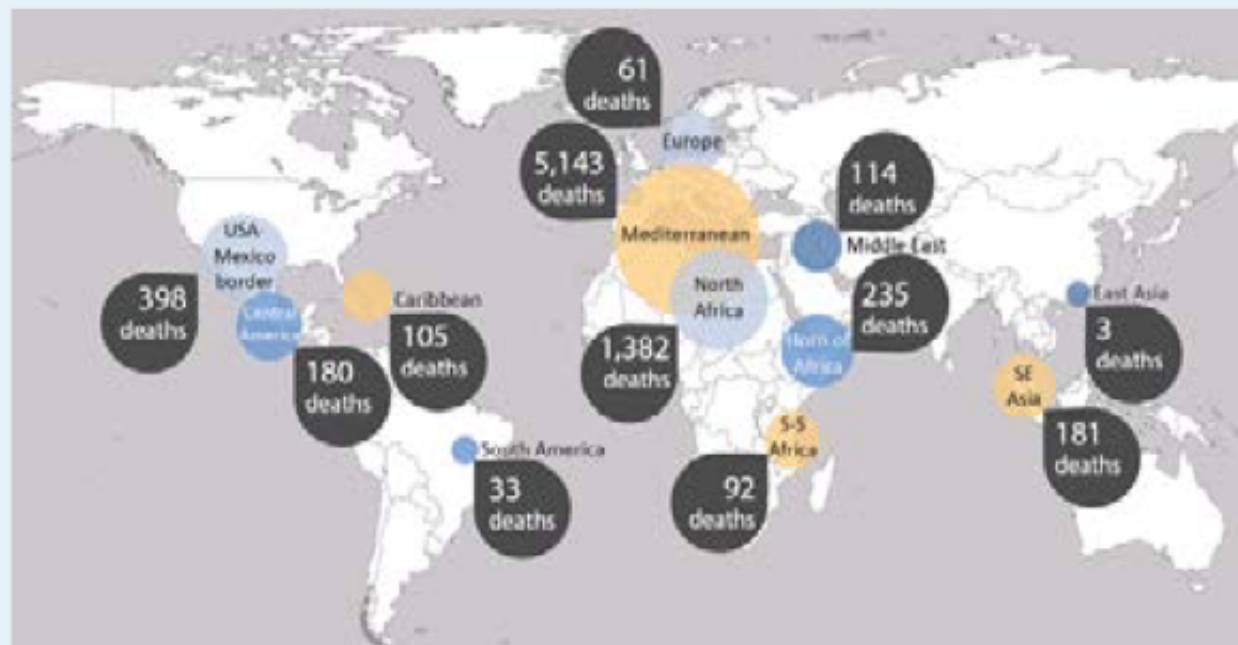 61
deaths
Europe
5,143
deaths
114
deaths
Mediterranean
Middle East
USA-
Mexico
border
North
Africa
235
deaths
East Asia
3
deaths
398
deaths
Caribbean
105
deaths
Central
America
180
deaths
1,382
deaths
Horn of
Africa
SE
Asia
181
deaths
S-S
Africa
92
deaths
South America
33
deaths